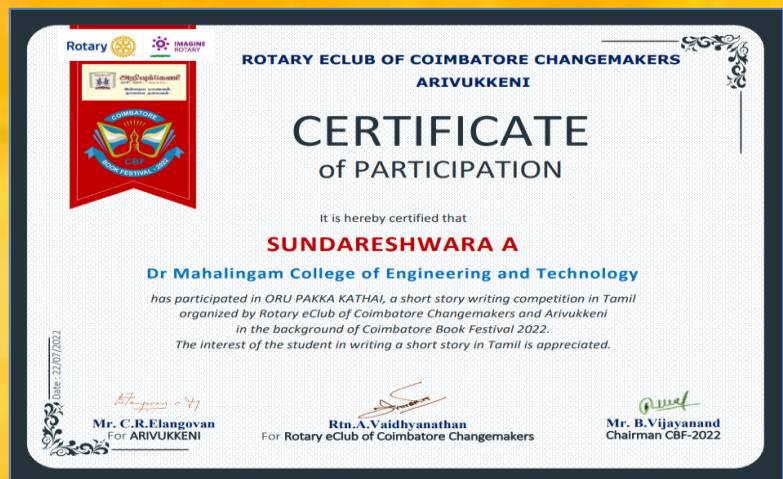 Rotary
IMAGINE
ROTARY
ROTARY ECLUB OF COIMBATORE CHANGEMAKERS
ARIVUKKENI
அறிவுக்கேணி
COIMBATORE
CBF
BOOK FESTIVAL - 2022
CERTIFICATE
of PARTICIPATION
It is hereby certified that
SUNDARESHWARA A
Dr Mahalingam College of Engineering and Technology
has participated in ORU PAKKA KATHAI, a short story writing competition in Tamil
organized by Rotary eClub of Coimbatore Changemakers and Arivukkeni
in the background of Coimbatore Book Festival 2022.
The interest of the student in writing a short story in Tamil is appreciated.
Date : 22/07/2022
Mr. C.R.Elangovan
For ARIVUKKENI
Rtn.A.Vaidhyanathan
For Rotary eClub of Coimbatore Changemakers
Mr. B.Vijayanand
Chairman CBF-2022